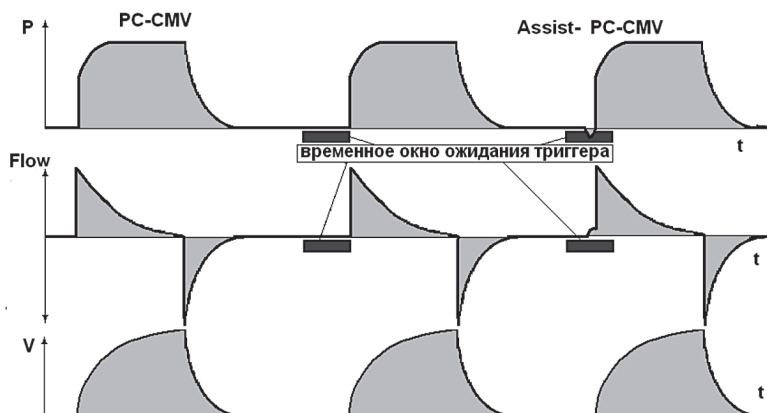 PC-CMV
Assist- PC-CMV
P
t
временное окно ожидания триггера
Flow
t
V
t